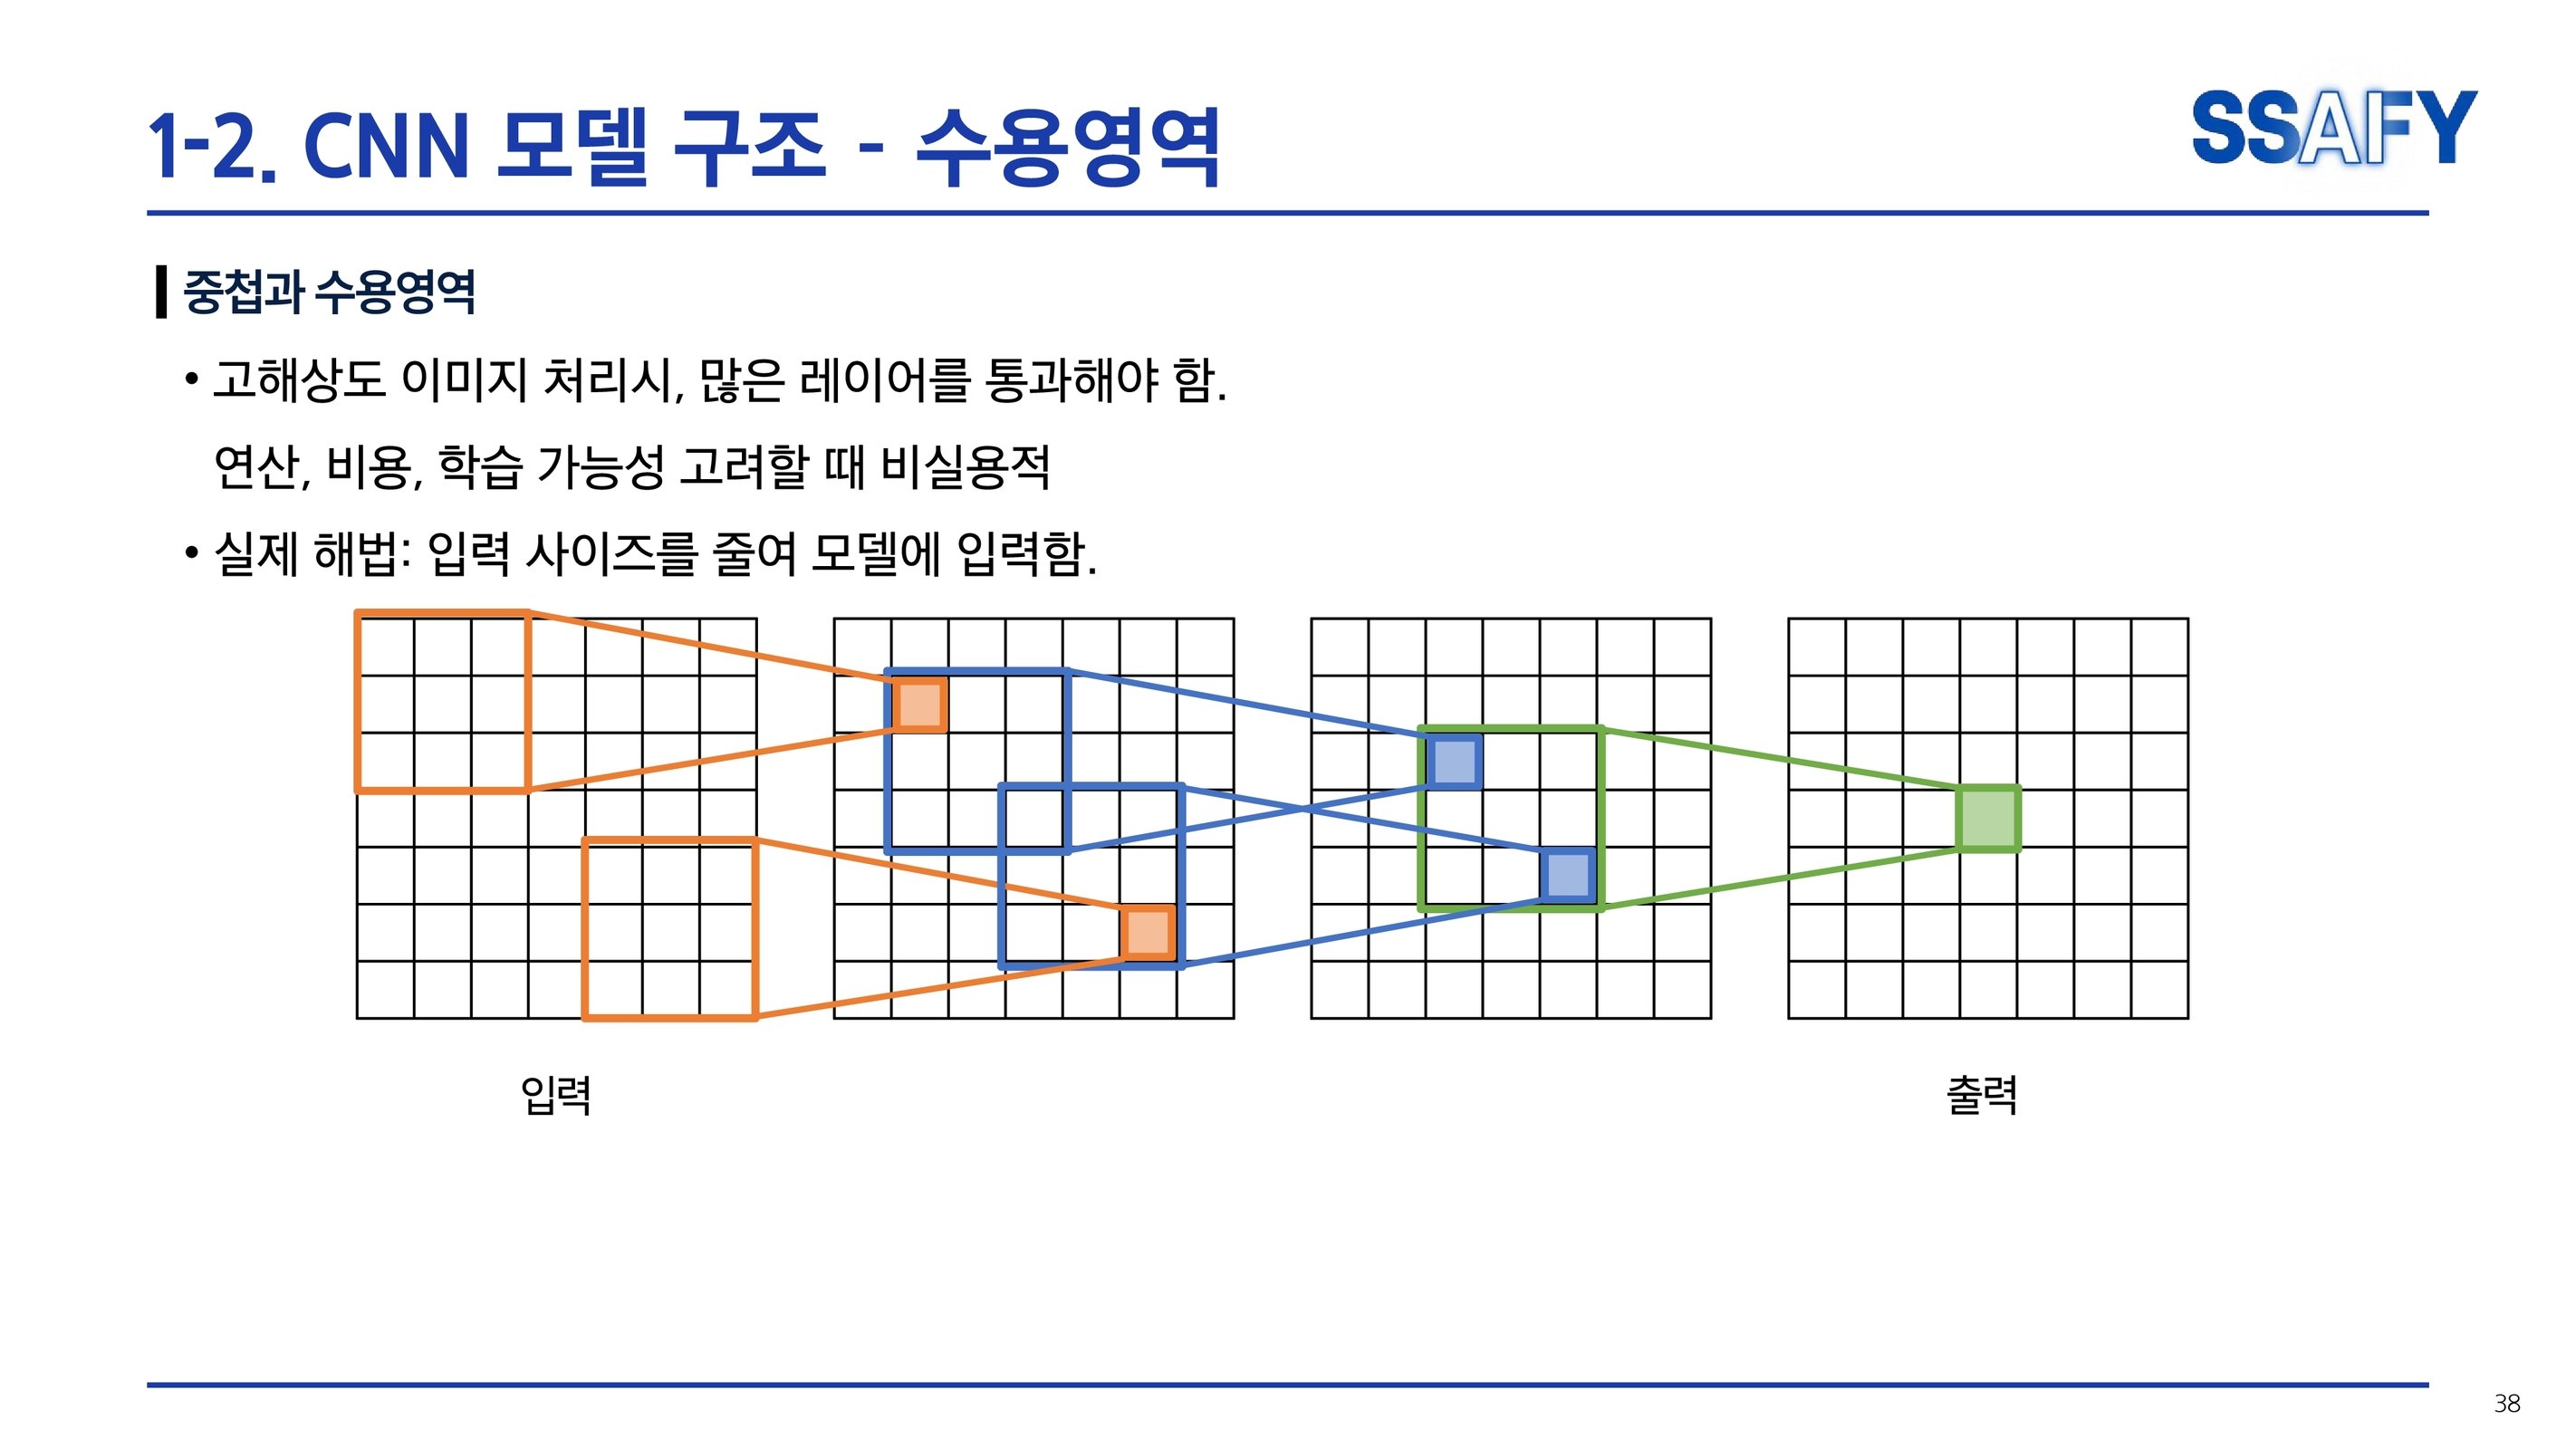 1-2. CNN 모델 구조 - 수용영역
SSAFY
중첩과 수용영역
• 고해상도 이미지 처리시, 많은 레이어를 통과해야 함.
연산, 비용, 학습 가능성 고려할 때 비실용적
• 실제 해법: 입력 사이즈를 줄여 모델에 입력함.
입력
출력
38